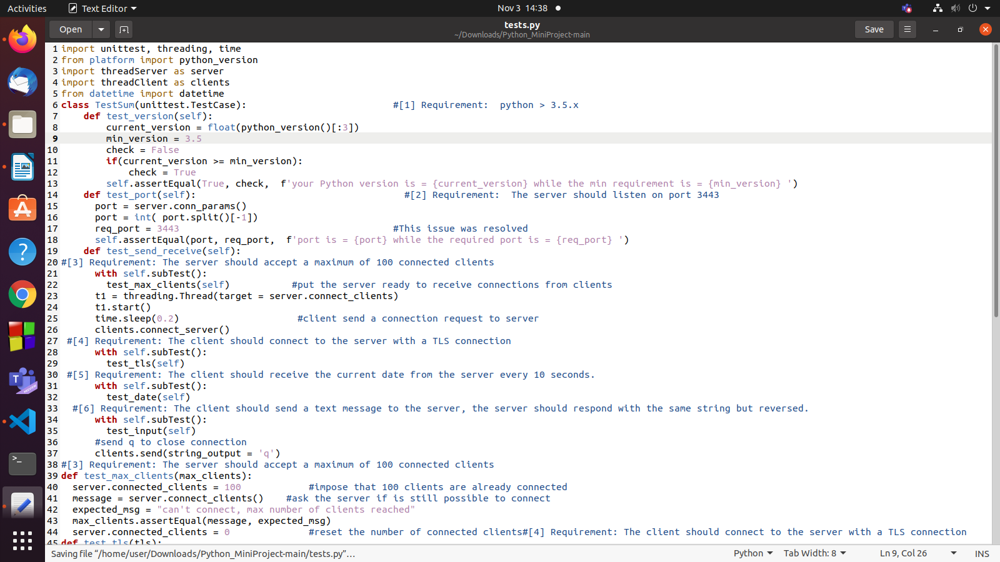 Activities Text Editor Nov 3 14:38
Open tests.py Save
~/Downloads/Python_MiniProject-main
1 import unittest, threading, time
2 from platform import python_version
3 import threadServer as server
4 import threadClient as clients
5 from datetime import datetime
6 class TestSum(unittest.TestCase): #[1] Requirement: python > 3.5.x
7 def test_version(self):
8 current_version = float(python_version()[:3])
9 min_version = 3.5
10 check = False
11 if(current_version >= min_version):
12 check = True
13 self.assertEqual(True, check, f'your Python version is = {current_version} while the min requirement is = {min_version} ')
14 def test_port(self): #[2] Requirement: The server should listen on port 3443
15 port = server.conn_params()
16 port = int( port.split()[-1])
17 req_port = 3443 #This issue was resolved
18 self.assertEqual(port, req_port, f'port is = {port} while the required port is = {req_port} ')
19 def test_send_receive(self):
20 #[3] Requirement: The server should accept a maximum of 100 connected clients
21 with self.subTest():
22 test_max_clients(self) #put the server ready to receive connections from clients
23 t1 = threading.Thread(target = server.connect_clients)
24 t1.start()
25 time.sleep(0.2) #client send a connection request to server
26 clients.connect_server()
27 #[4] Requirement: The client should connect to the server with a TLS connection
28 with self.subTest():
29 test_tls(self)
30 #[5] Requirement: The client should receive the current date from the server every 10 seconds.
31 with self.subTest():
32 test_date(self)
33 #[6] Requirement: The client should send a text message to the server, the server should respond with the same string but reversed.
34 with self.subTest():
35 test_input(self)
36 #send q to close connection
37 clients.send(string_output = 'q')
38 #[3] Requirement: The server should accept a maximum of 100 connected clients
39 def test_max_clients(max_clients):
40 server.connected_clients = 100 #impose that 100 clients are already connected
41 message = server.connect_clients() #ask the server if is still possible to connect
42 expected_msg = "can't connect, max number of clients reached"
43 max_clients.assertEqual(message, expected_msg)
44 server.connected_clients = 0 #reset the number of connected clients#[4] Requirement: The client should connect to the server with a TLS connection
45 def test_tls(tls):
Saving file “/home/user/Downloads/Python_MiniProject-main/tests.py”… Python Tab Width: 8 Ln 9, Col 26 INS